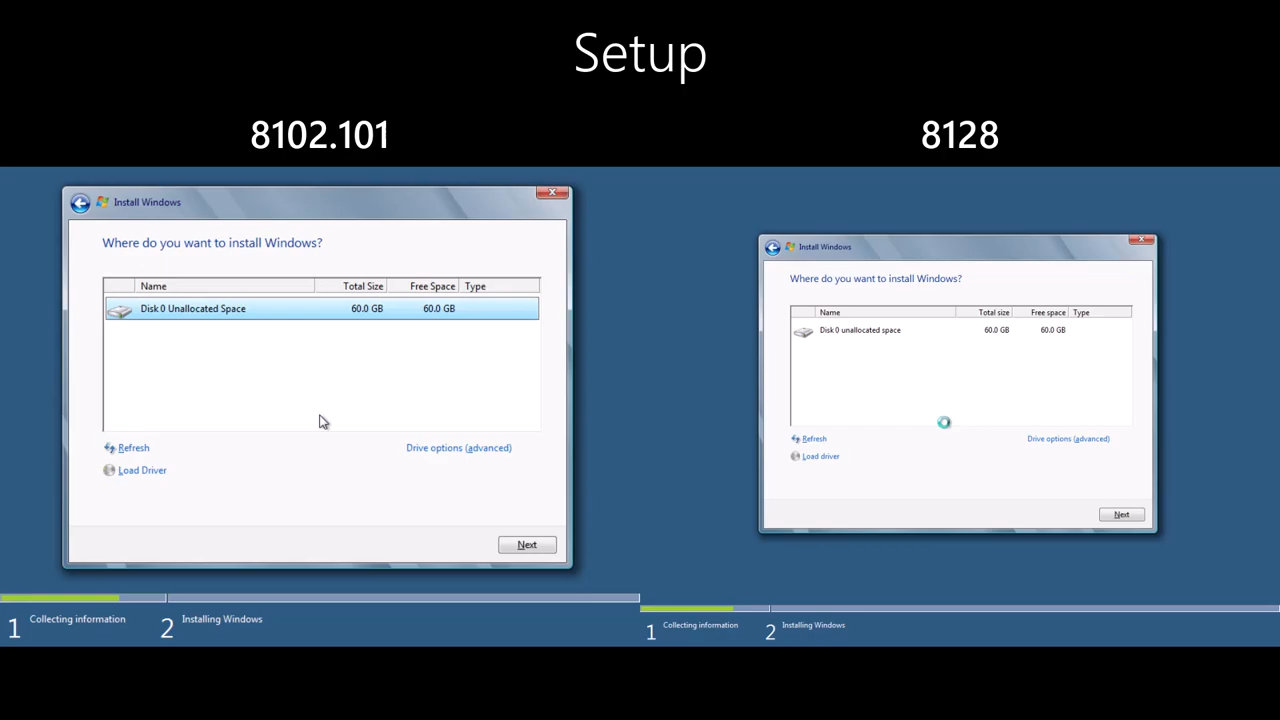 Setup
8102.101
8128
Install Windows
Where do you want to install Windows?
Name Total Size Free Space Type
Disk 0 Unallocated Space 60.0 GB 60.0 GB
Refresh Drive options (advanced)
Load Driver
Next
1 Collecting information 2 Installing Windows
Install Windows
Where do you want to install Windows?
Name Total size Free space Type
Disk 0 unallocated space 60.0 GB 60.0 GB
Refresh Drive options (advanced)
Load driver
Next
1 Collecting information 2 Installing Windows